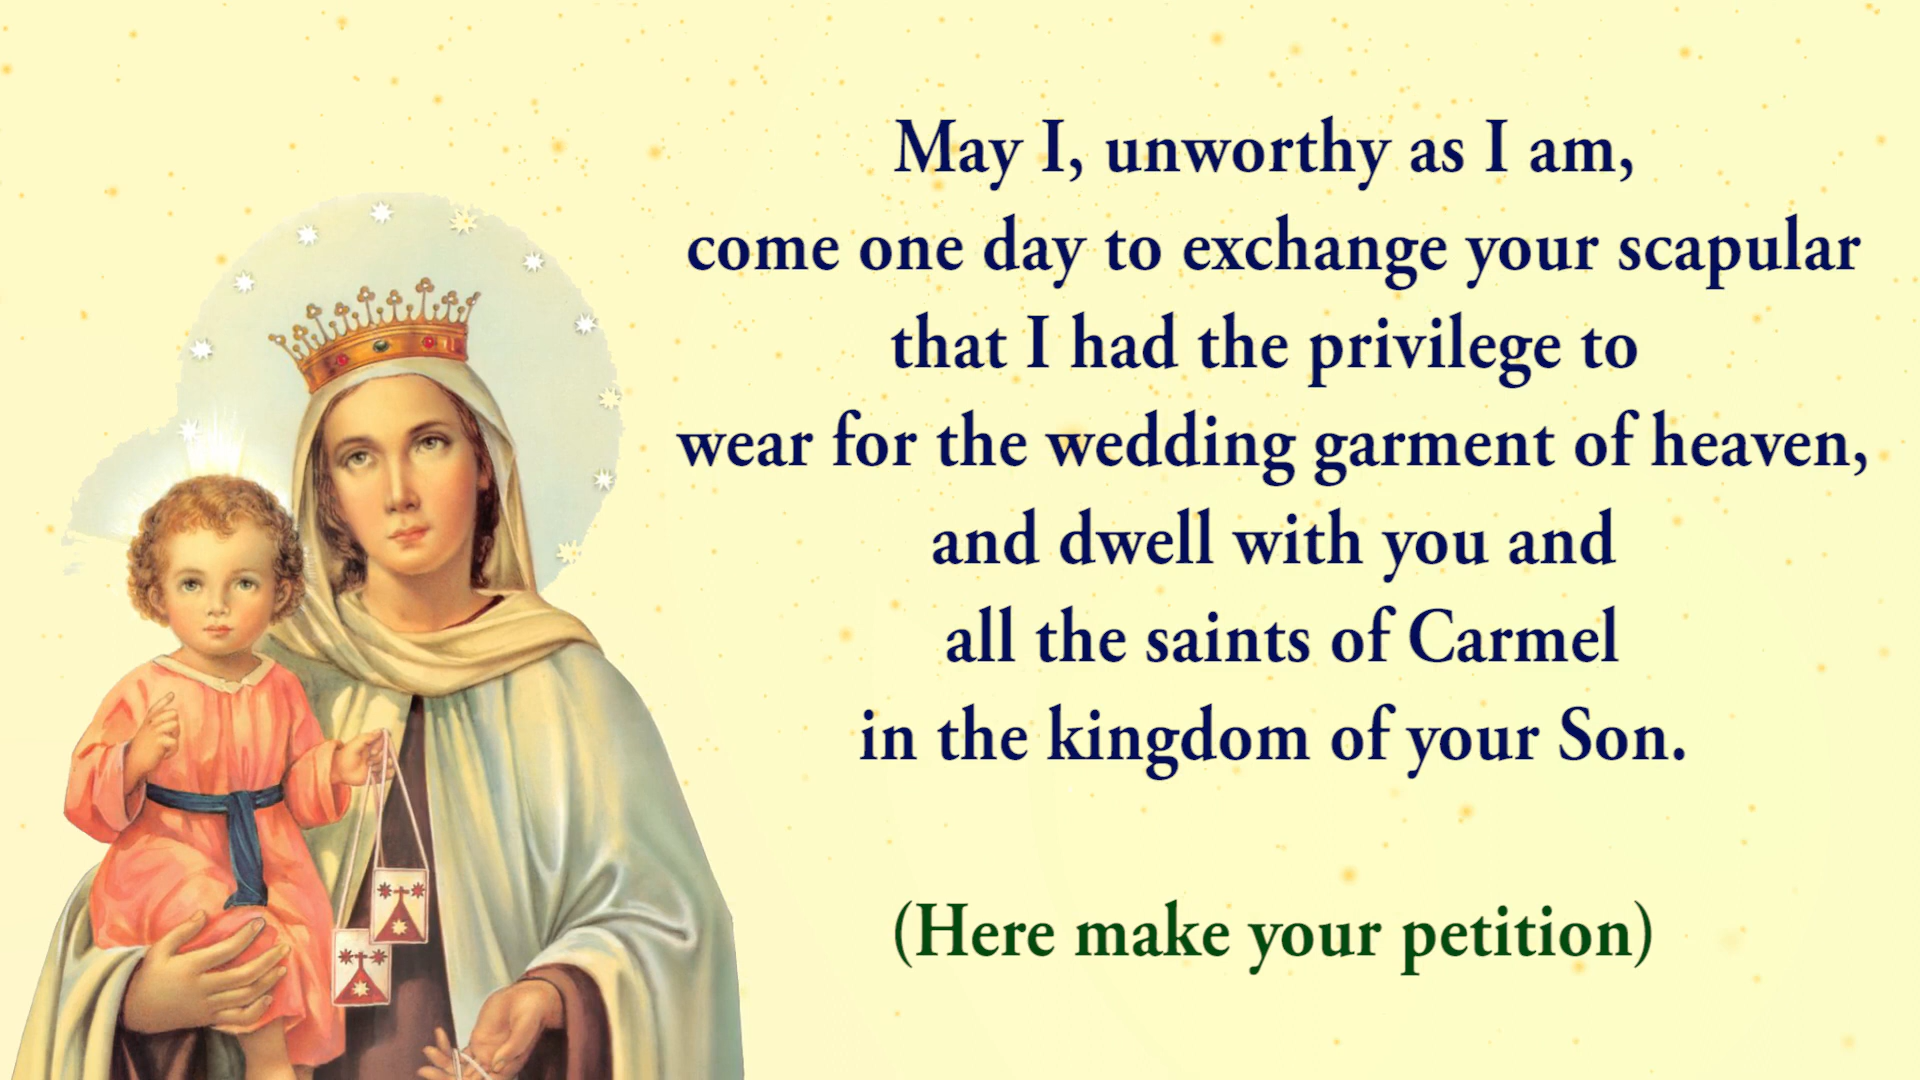 May I, unworthy as I am,
come one day to exchange your scapular
that I had the privilege to
wear for the wedding garment of heaven,
and dwell with you and
all the saints of Carmel
in the kingdom of your Son.
(Here make your petition)